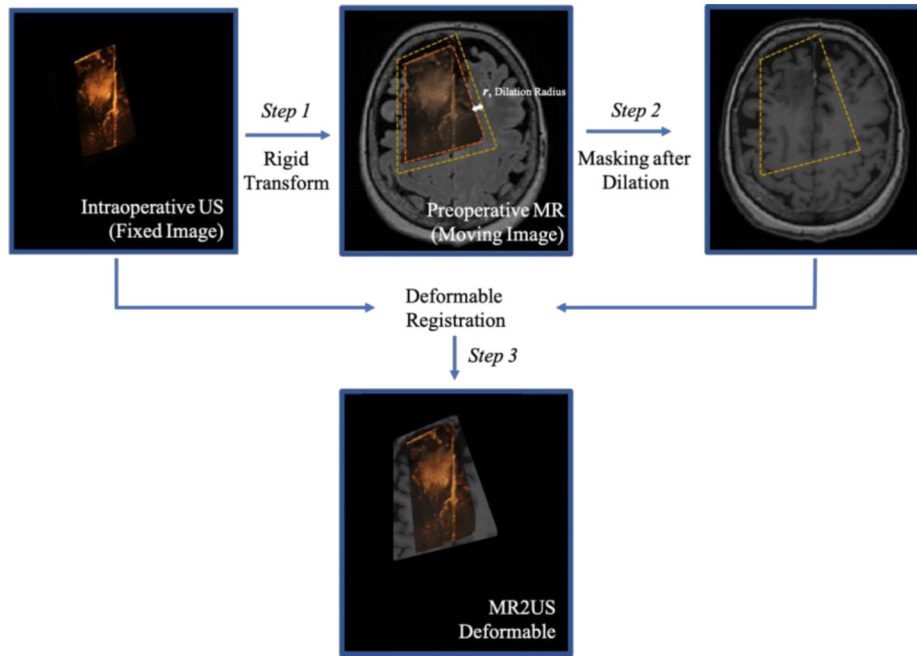 Intraoperative US
(Fixed Image)
Step 1
Rigid
Transform
r, Dilation Radius
Preoperative MR
(Moving Image)
Step 2
Masking after
Dilation
Deformable
Registration
Step 3
MR2US
Deformable